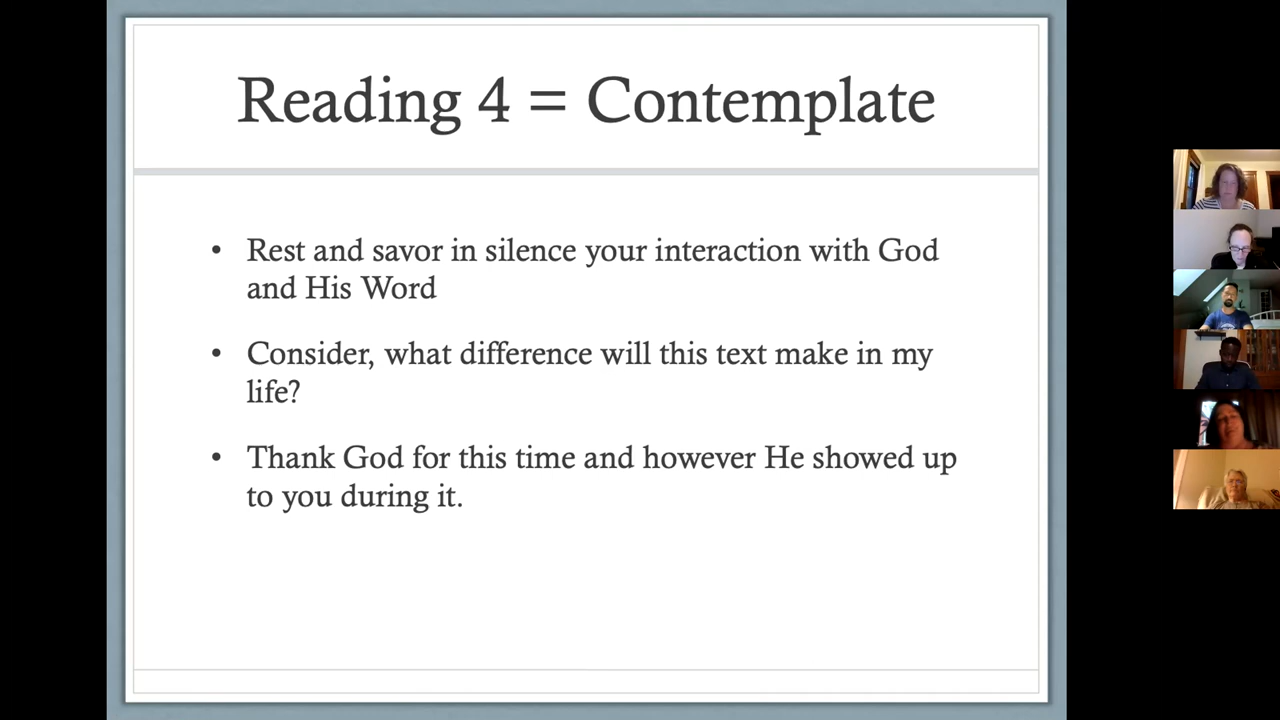 Reading 4 = Contemplate
• Rest and savor in silence your interaction with God
and His Word
• Consider, what difference will this text make in my
life?
• Thank God for this time and however He showed up
to you during it.